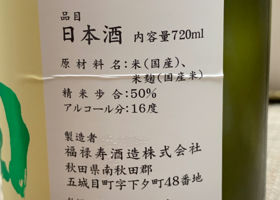 品目
日本酒 内容量720ml
原材料名:米(国産)、
米麹(国産米)
精米歩合:50%
アルコール分:16度
製造者
福禄寿酒造株式会社
秋田県南秋田郡
五城目町字下夕町48番地